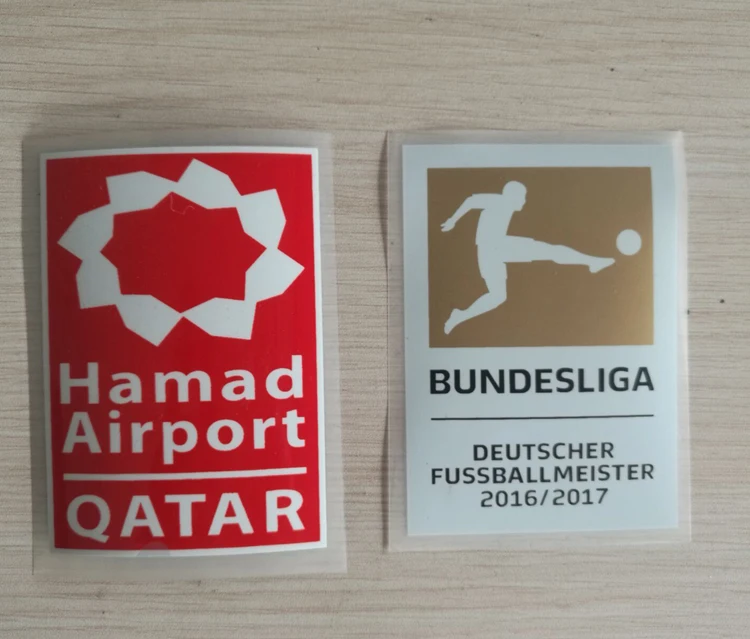 Hamad
Airport
QATAR
BUNDESLIGA
DEUTSCHER
FUSSBALLMEISTER
2016/2017